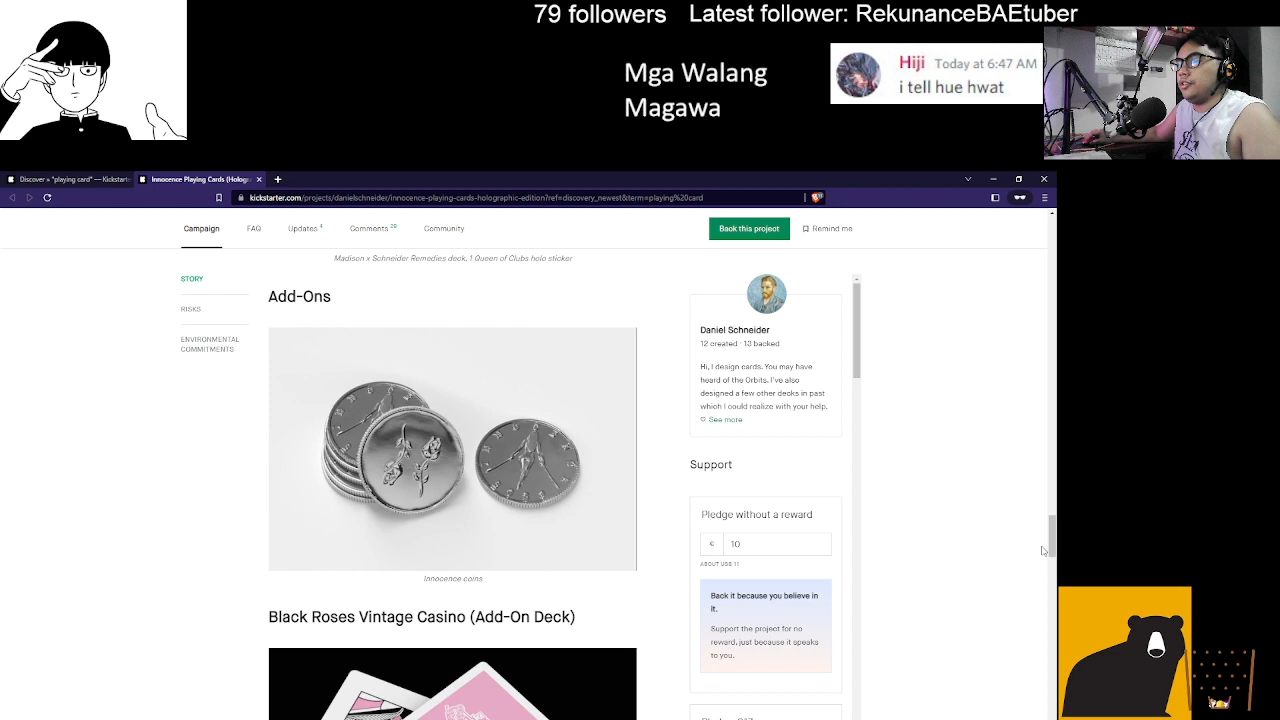 79 followers Latest follower: RekunanceBAEtuber
Mga Walang
Magawa
Hiji Today at 6:47 AM
i tell hue hwat
Discover » "playing card" — Kickstarte
Innocence Playing Cards (Hologra
kickstarter.com/projects/danielschneider/innocence-playing-cards-holographic-edition?ref=discovery_newest&term=playing%20card
Campaign FAQ Updates 4 Comments 29 Community Back this project Remind me
Madison x Schneider Remedies deck, 1 Queen of Clubs holo sticker
STORY
RISKS
ENVIRONMENTAL
COMMITMENTS
Add-Ons
Innocence coins
Black Roses Vintage Casino (Add-On Deck)
Daniel Schneider
12 created · 13 backed
Hi, I design cards. You may have
heard of the Orbits. I've also
designed a few other decks in past
which I could realize with your help.
♡ See more
Support
Pledge without a reward
€ 10
ABOUT US$ 11
Back it because you believe in
it.
Support the project for no
reward, just because it speaks
to you.